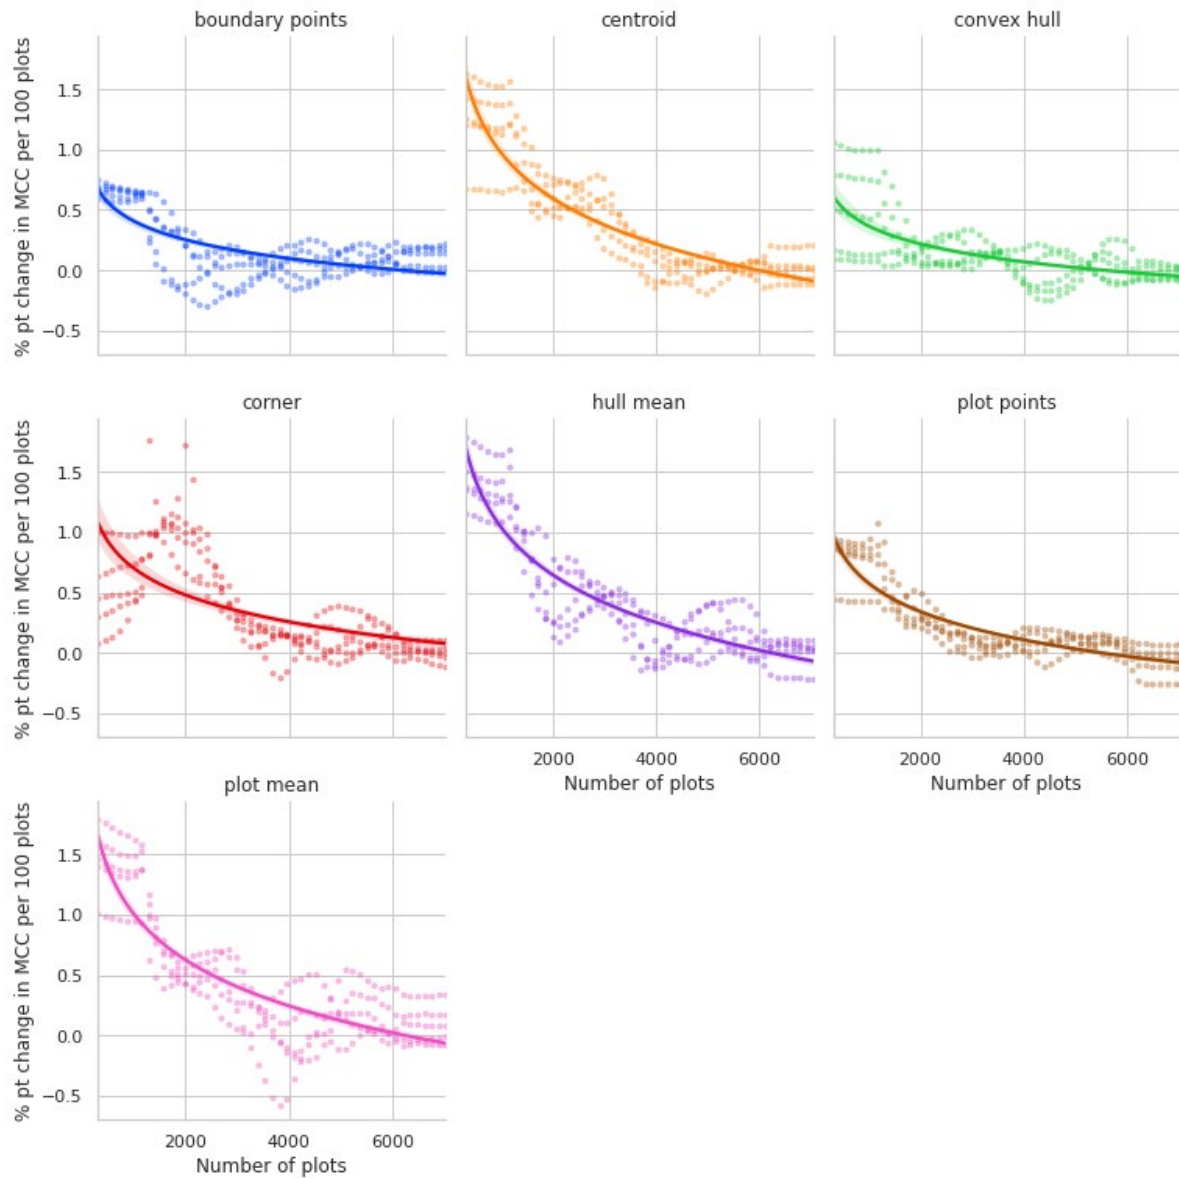 boundary points
centroid
convex hull
% pt change in MCC per 100 plots
1.5
1.0
0.5
0.0
−0.5
corner
hull mean
plot points
% pt change in MCC per 100 plots
1.5
1.0
0.5
0.0
−0.5
2000 4000 6000
Number of plots
2000 4000 6000
Number of plots
plot mean
% pt change in MCC per 100 plots
1.5
1.0
0.5
0.0
−0.5
2000 4000 6000
Number of plots